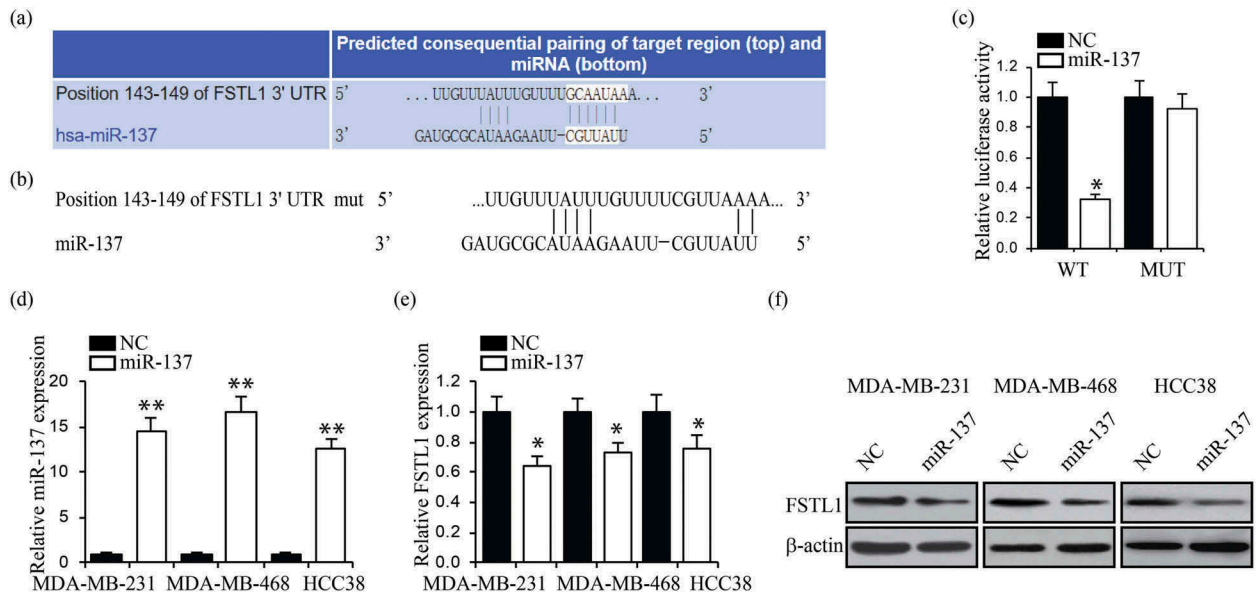 (a)
Predicted consequential pairing of target region (top) and
miRNA (bottom)
Position 143-149 of FSTL1 3' UTR 5' ...UUGUUUAUUUGUUUUGCAAUAAA... 3'
hsa-miR-137 3' GAUGCGCAUAAGAAUU-CGUUAUU 5'
(b)
Position 143-149 of FSTL1 3' UTR mut 5' ...UUGUUUAUUUGUUUUCGUUAAAA... 3'
miR-137 3' GAUGCGCAUAAGAAUU-CGUUAUU 5'
(c)
NC
miR-137
Relative luciferase activity
1.2
1.0
0.8
0.6
0.4
0.2
0.0
*
WT MUT
(d)
NC
miR-137
Relative miR-137 expression
20
15
10
5
0
** ** **
MDA-MB-231 MDA-MB-468 HCC38
(e)
NC
miR-137
Relative FSTL1 expression
1.2
1.0
0.8
0.6
0.4
0.2
0.0
* * *
MDA-MB-231 MDA-MB-468 HCC38
(f)
MDA-MB-231 MDA-MB-468 HCC38
NC miR-137 NC miR-137 NC miR-137
FSTL1
β-actin